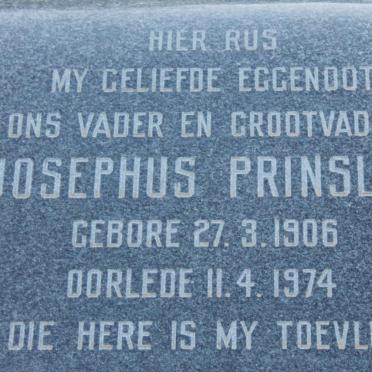 HIER RUS
MY GELIEFDE EGGENOOT
ONS VADER EN GROOTVAD
JOSEPHUS PRINSL
GEBORE 27. 3. 1906
OORLEDE 11. 4. 1974
DIE HERE IS MY TOEVL